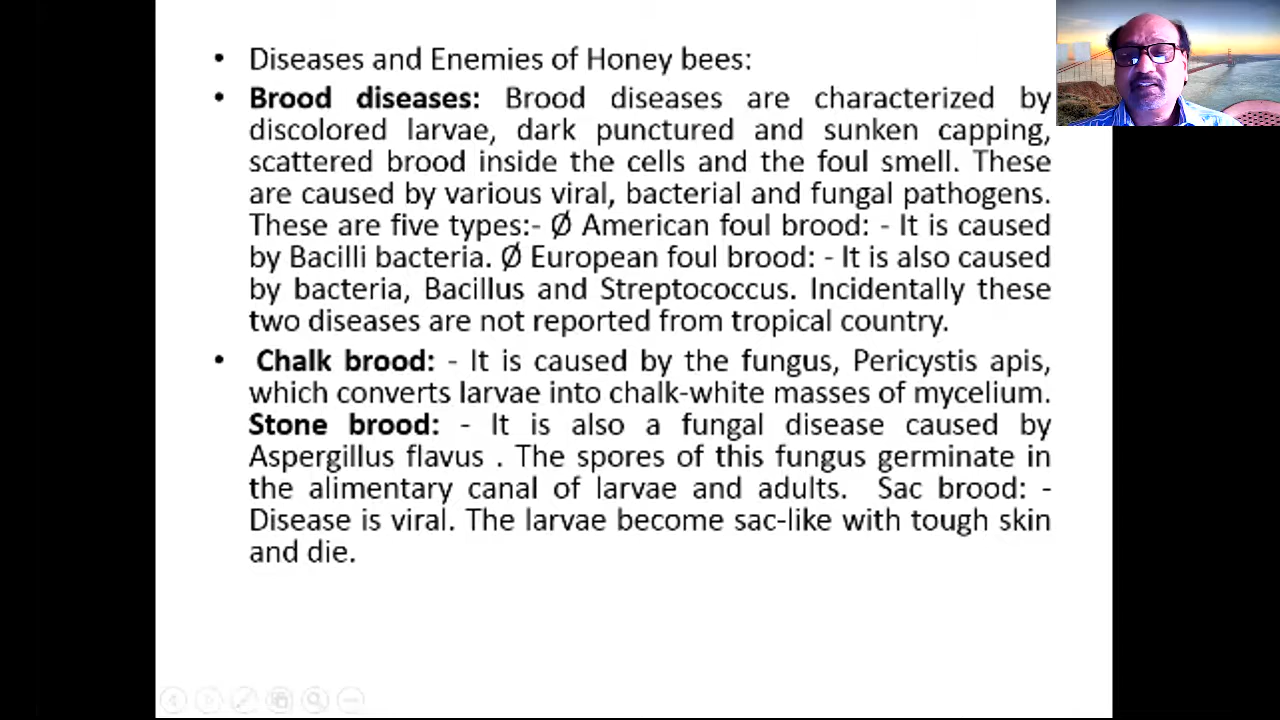 • Diseases and Enemies of Honey bees:
• Brood diseases: Brood diseases are characterized by
discolored larvae, dark punctured and sunken capping,
scattered brood inside the cells and the foul smell. These
are caused by various viral, bacterial and fungal pathogens.
These are five types:- Ø American foul brood: - It is caused
by Bacilli bacteria. Ø European foul brood: - It is also caused
by bacteria, Bacillus and Streptococcus. Incidentally these
two diseases are not reported from tropical country.
• Chalk brood: - It is caused by the fungus, Pericystis apis,
which converts larvae into chalk-white masses of mycelium.
Stone brood: - It is also a fungal disease caused by
Aspergillus flavus . The spores of this fungus germinate in
the alimentary canal of larvae and adults. Sac brood: -
Disease is viral. The larvae become sac-like with tough skin
and die.